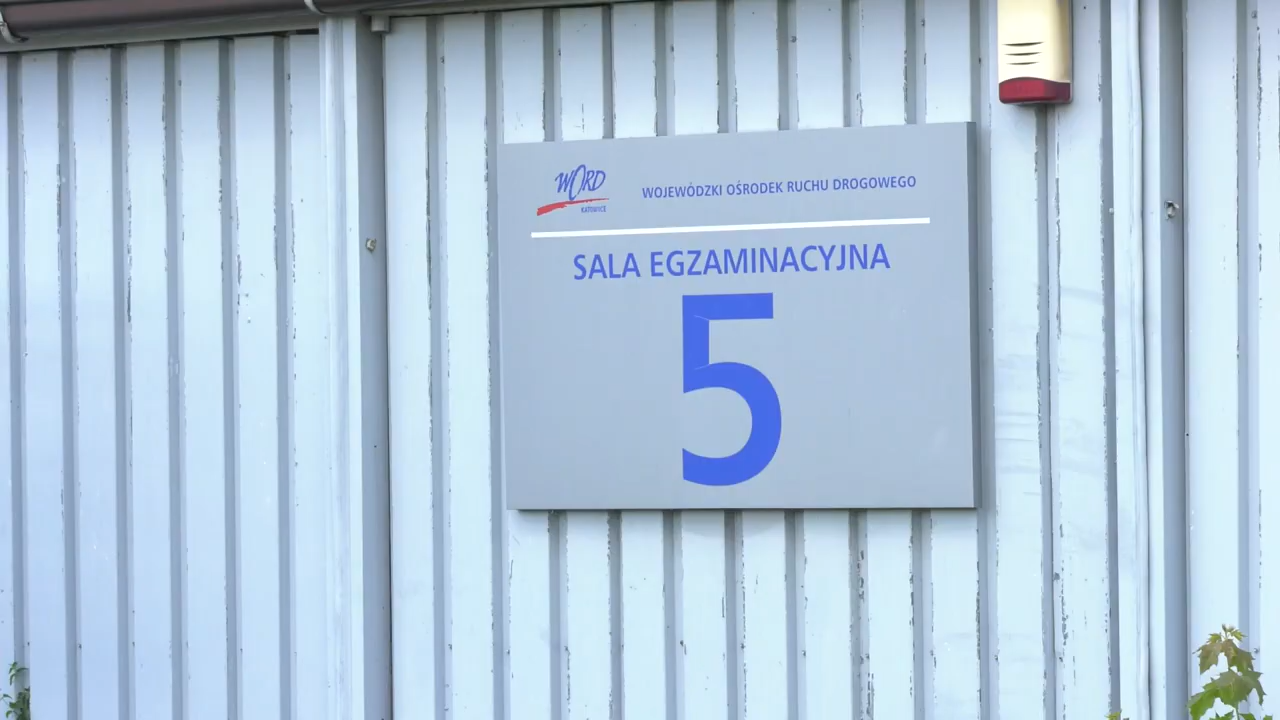 WORD
KATOWICE
WOJEWÓDZKI OŚRODEK RUCHU DROGOWEGO
SALA EGZAMINACYJNA
5